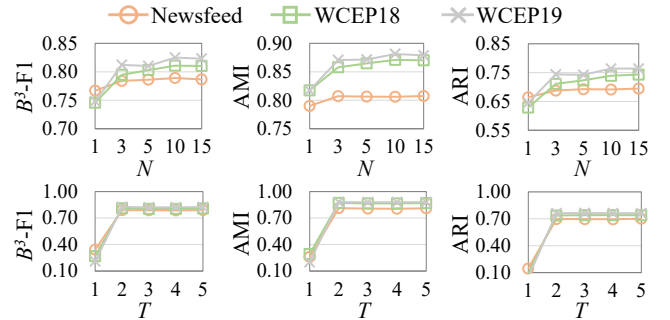 Newsfeed WCEP18 WCEP19
B³-F1 0.85 0.80 0.75 0.70 1 3 5 10 15 N
AMI 0.90 0.85 0.80 0.75 1 3 5 10 15 N
ARI 0.85 0.75 0.65 0.55 1 3 5 10 15 N
B³-F1 1.00 0.70 0.40 0.10 1 2 3 4 5 T
AMI 1.00 0.70 0.40 0.10 1 2 3 4 5 T
ARI 1.00 0.70 0.40 0.10 1 2 3 4 5 T